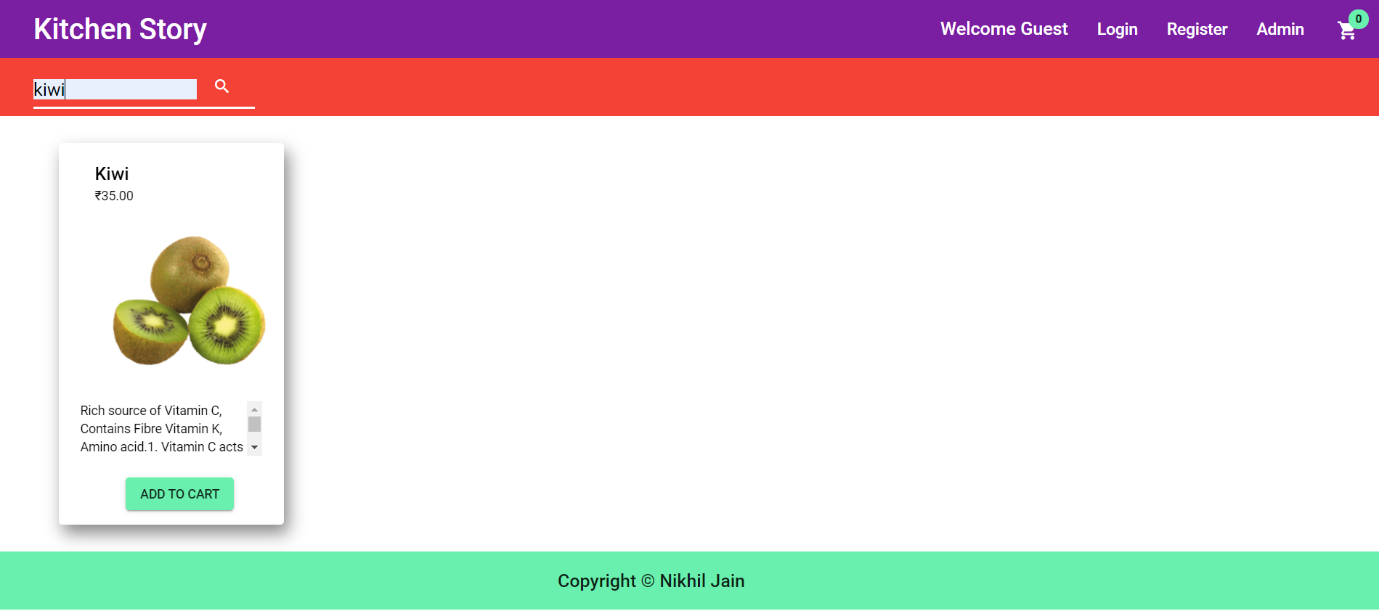 Kitchen Story
Welcome Guest Login Register Admin 0
kiwi
Kiwi
₹35.00
Rich source of Vitamin C,
Contains Fibre Vitamin K,
Amino acid.1. Vitamin C acts
ADD TO CART
Copyright © Nikhil Jain